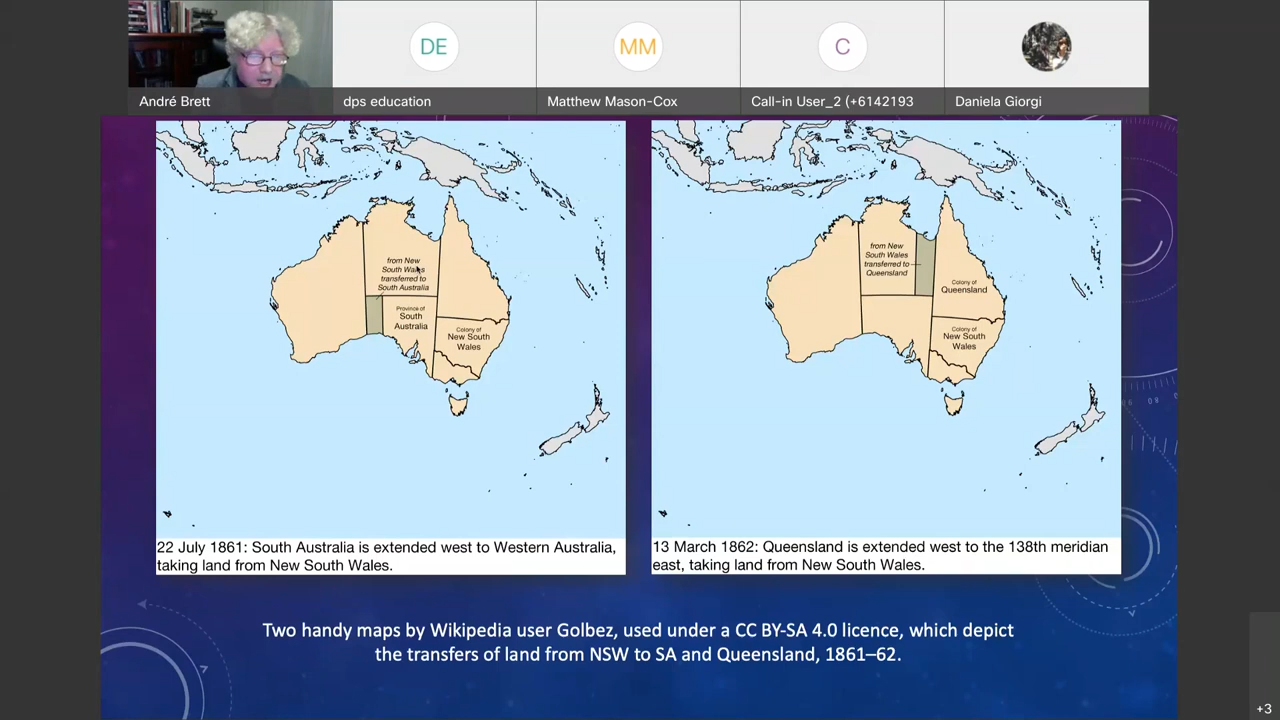 DE
MM
C
André Brett
dps education
Matthew Mason-Cox
Call-in User_2 (+6142193
Daniela Giorgi
from New
South Wales
transferred to
South Australia
Province of
South
Australia
Colony of
New South
Wales
22 July 1861: South Australia is extended west to Western Australia,
taking land from New South Wales.
from New
South Wales
transferred to
Queensland
Colony of
Queensland
Colony of
New South
Wales
13 March 1862: Queensland is extended west to the 138th meridian
east, taking land from New South Wales.
Two handy maps by Wikipedia user Golbez, used under a CC BY-SA 4.0 licence, which depict
the transfers of land from NSW to SA and Queensland, 1861–62.
+3